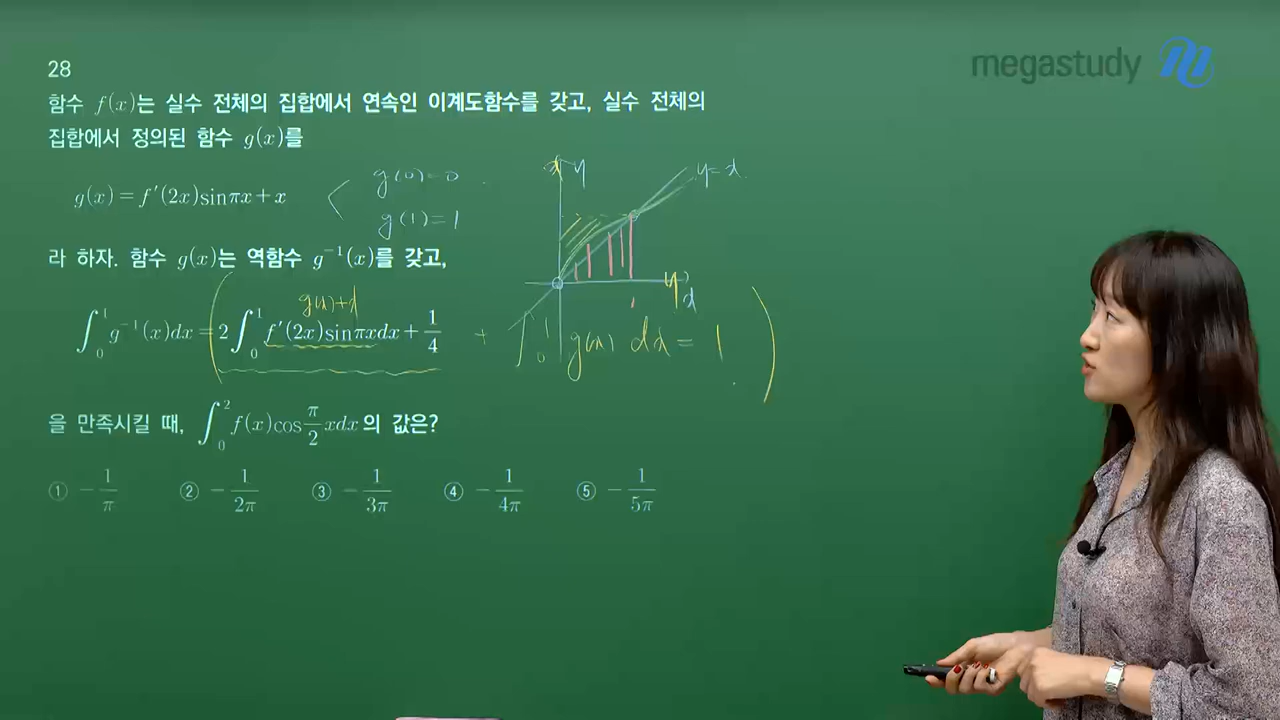 megastudy
28
함수 f(x)는 실수 전체의 집합에서 연속인 이계도함수를 갖고, 실수 전체의
집합에서 정의된 함수 g(x)를
g(x)=f′(2x)sinπx+x
g(0)=0
g(1)=1
x y
y=x
y x
1
라 하자. 함수 g(x)는 역함수 g⁻¹(x)를 갖고,
g(x)+x
∫₀¹ g⁻¹(x)dx = (2∫₀¹ f′(2x)sinπxdx + 1/4 + ∫₀¹ g(x) dx = 1 )
을 만족시킬 때, ∫₀² f(x)cos π/2 xdx의 값은?
① −1/π ② −1/2π ③ −1/3π ④ −1/4π ⑤ −1/5π